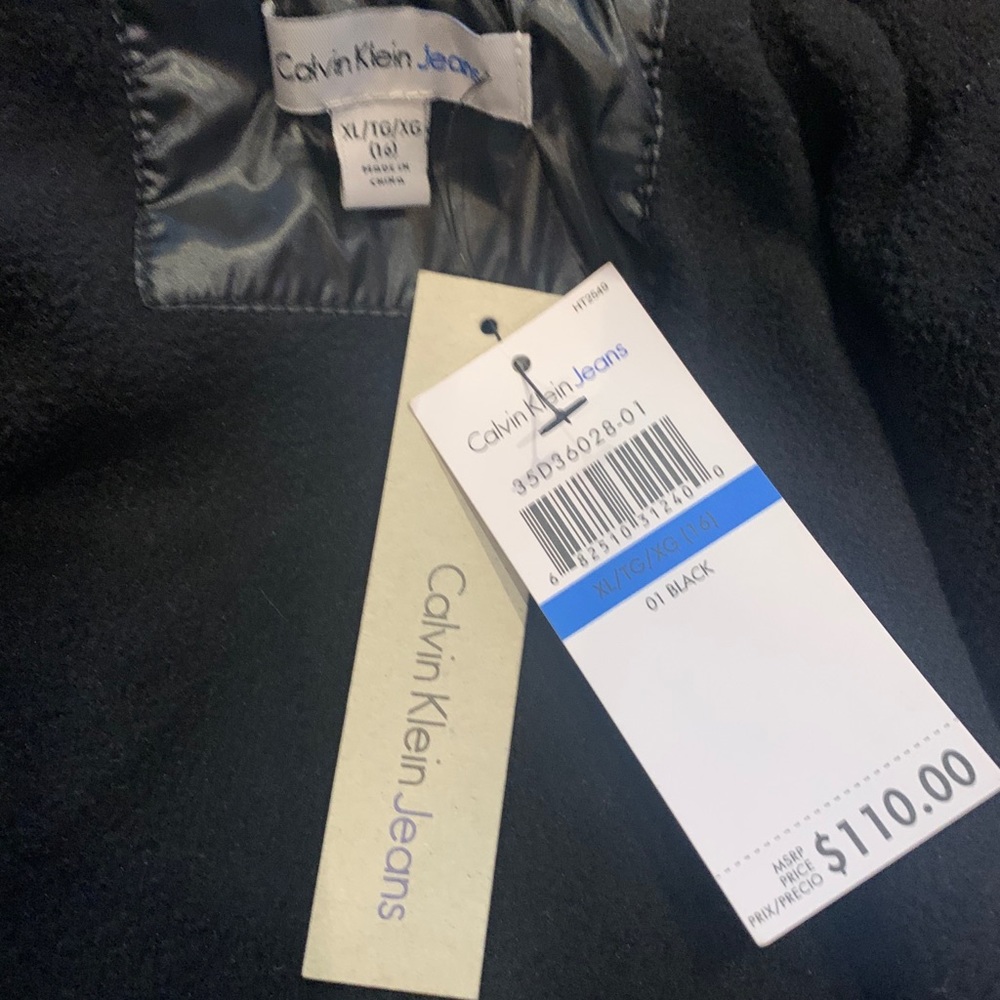 Calvin Klein Jeans
XL/TG/XG
(16)
MADE IN
CHINA
HT2549
Calvin Klein Jeans
35D36028-01
6 82510 31240 0
XL/TG/XG (16)
01 BLACK
MSRP
PRICE
PRIX/PRECIO
$110.00
Calvin Klein Jeans